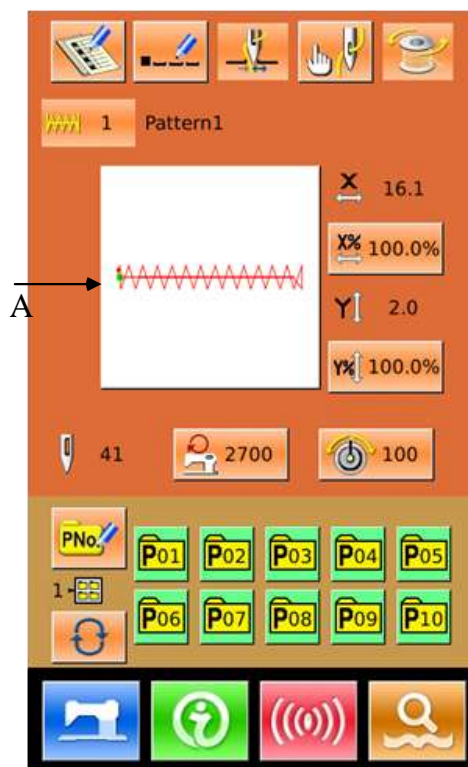 1 Pattern1
X 16.1
X% 100.0%
A
Y 2.0
Y% 100.0%
41 2700 100
PNo.
P01 P02 P03 P04 P05
1
P06 P07 P08 P09 P10